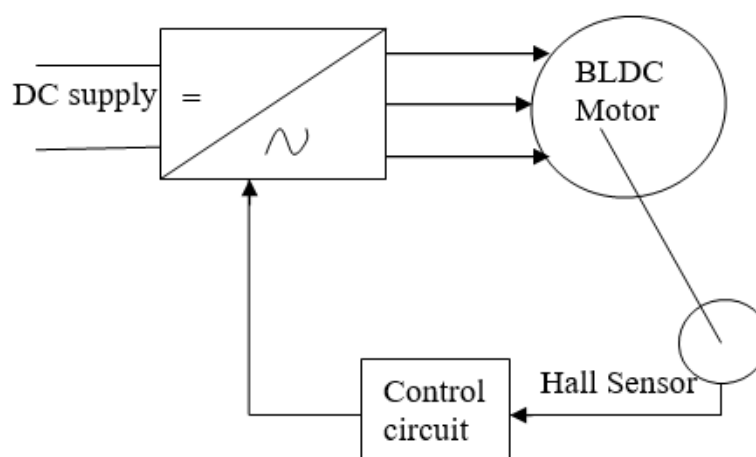 BLDC
Motor
DC supply
=
Hall Sensor
Control
circuit